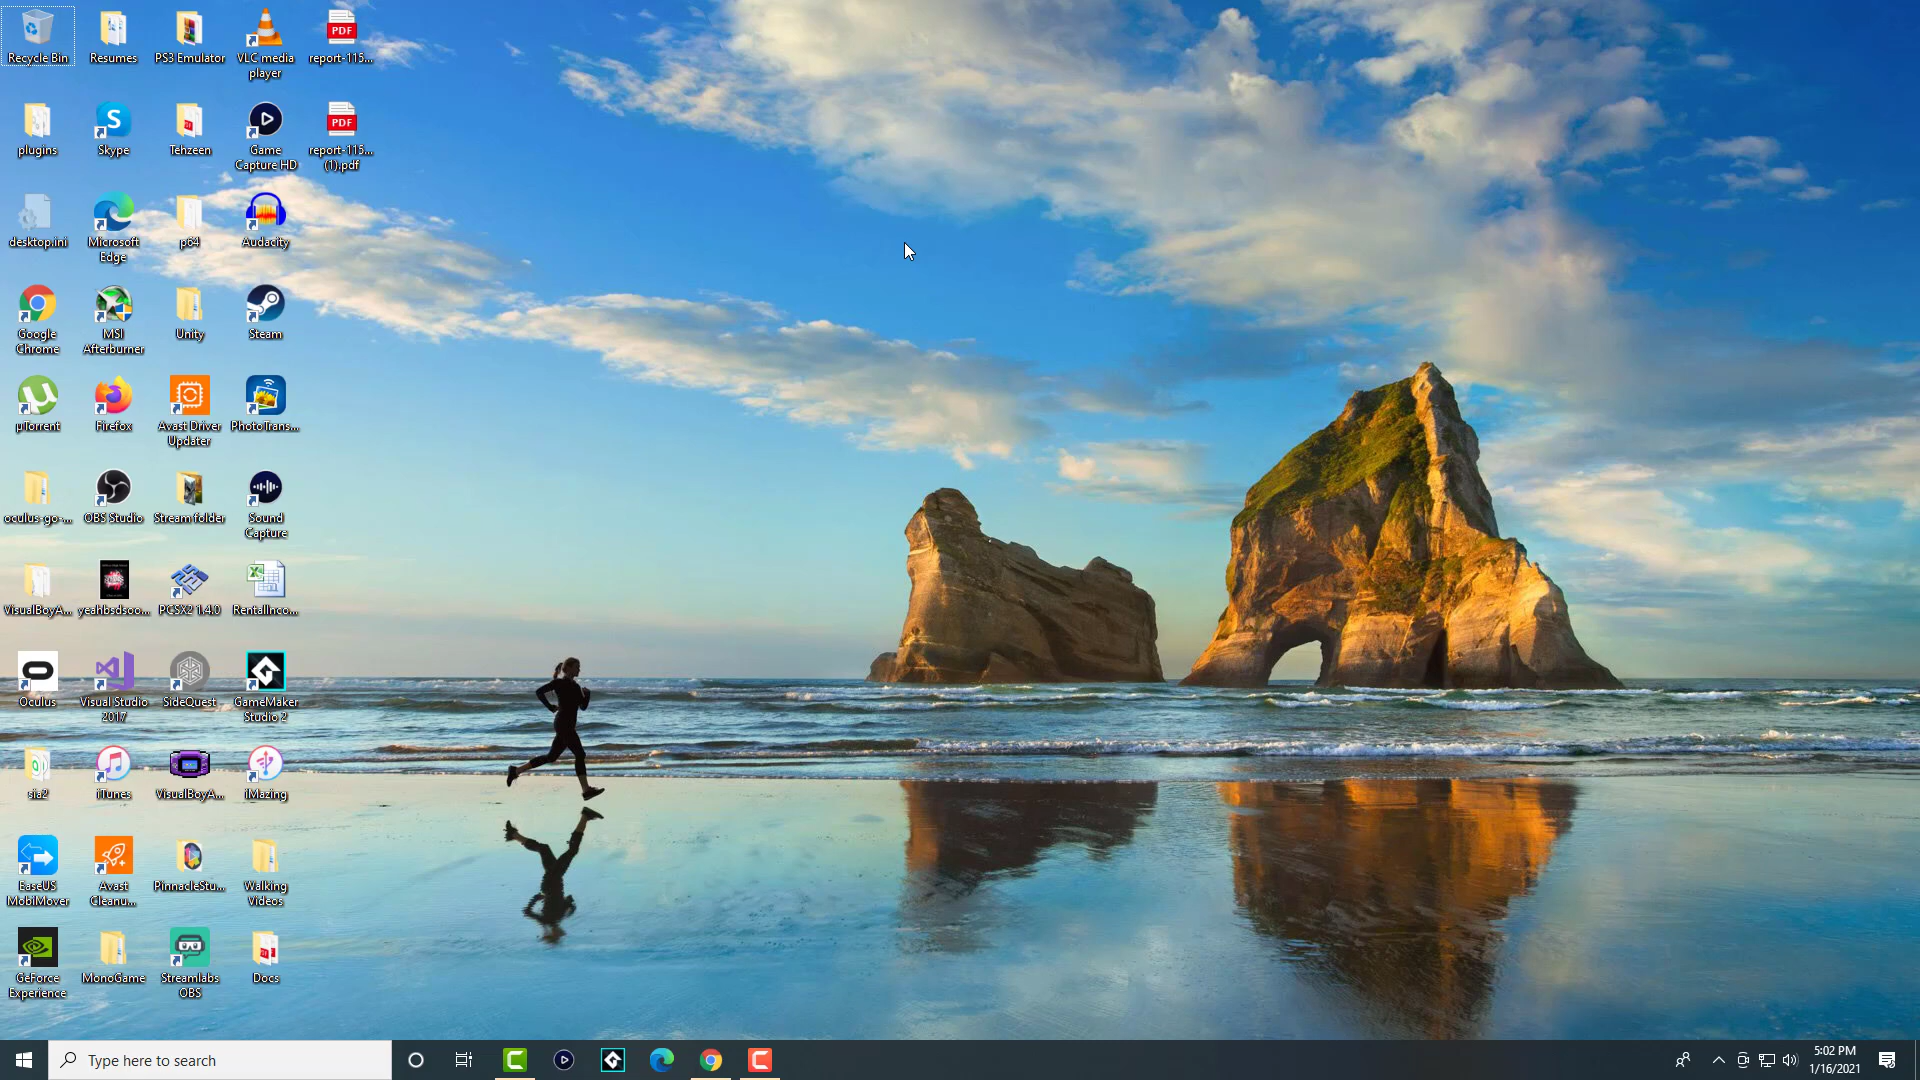 Recycle Bin
Resumes
PS3 Emulator
VLC media
player
PDF
report-115...
plugins
S
Skype
Tehzeen
Game
Capture HD
PDF
report-115...
(1).pdf
desktop.ini
Microsoft
Edge
p64
Audacity
Google
Chrome
MSI
Afterburner
Unity
Steam
µTorrent
Firefox
Avast Driver
Updater
PhotoTrans...
oculus-go-...
OBS Studio
Stream folder
Sound
Capture
VisualBoyA...
yeahbsdsoo...
PCSX2 1.4.0
RentalInco...
Oculus
Visual Studio
2017
SideQuest
GameMaker
Studio 2
sia2
iTunes
VisualBoyA...
iMazing
EaseUS
MobiMover
Avast
Cleanu...
PinnacleStu...
Walking
Videos
GeForce
Experience
MonoGame
Streamlabs
OBS
Docs
Type here to search
5:02 PM
1/16/2021